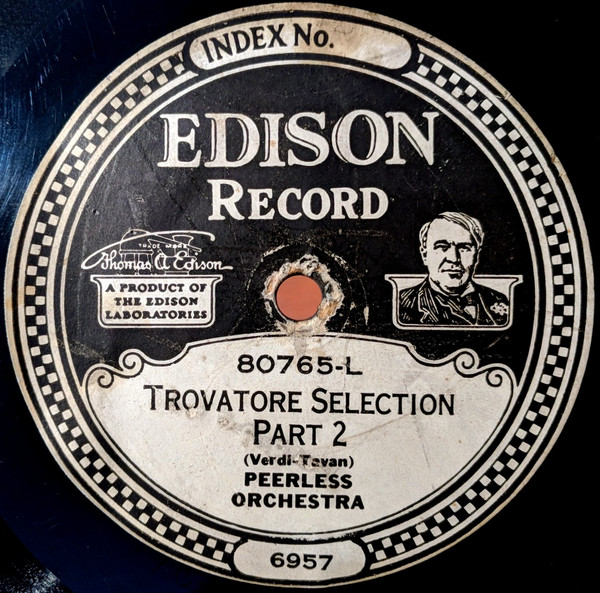 INDEX No.
EDISON
RECORD
TRADE MARK
Thomas A Edison
A PRODUCT OF
THE EDISON
LABORATORIES
80765-L
TROVATORE SELECTION
PART 2
(Verdi-Tavan)
PEERLESS
ORCHESTRA
6957